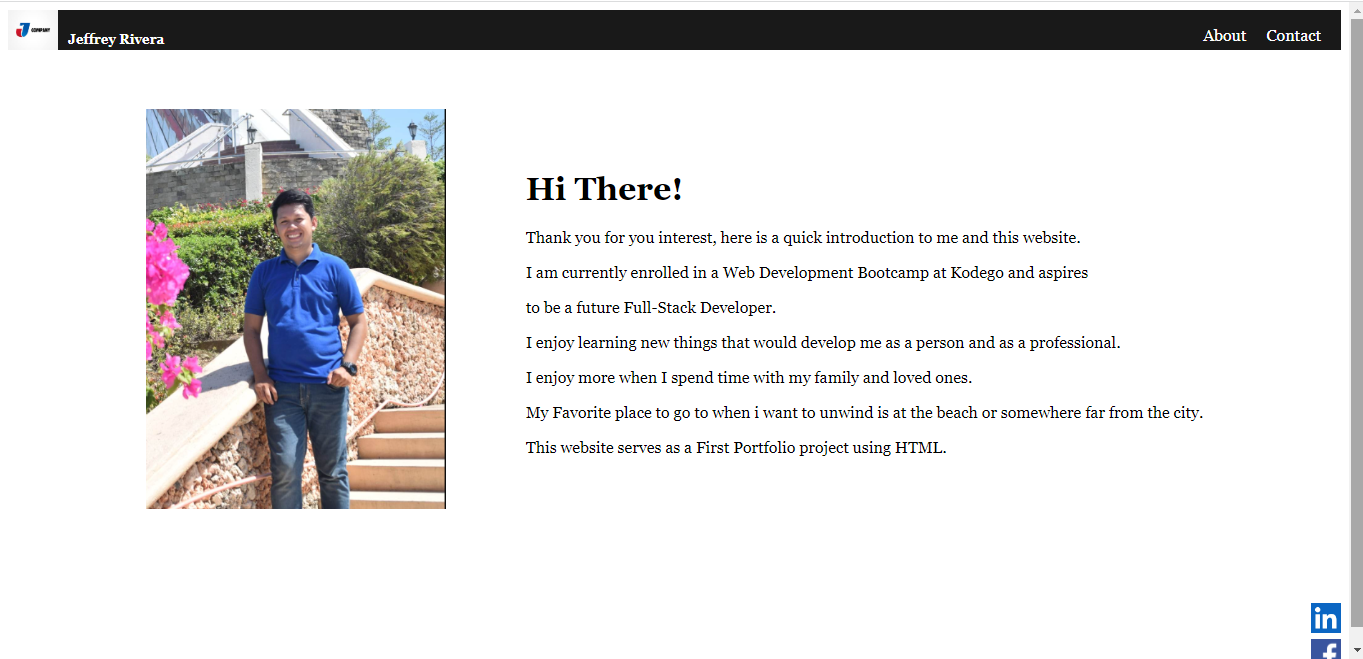 J COMPANY
Jeffrey Rivera
About Contact
Hi There!
Thank you for you interest, here is a quick introduction to me and this website.
I am currently enrolled in a Web Development Bootcamp at Kodego and aspires
to be a future Full-Stack Developer.
I enjoy learning new things that would develop me as a person and as a professional.
I enjoy more when I spend time with my family and loved ones.
My Favorite place to go to when i want to unwind is at the beach or somewhere far from the city.
This website serves as a First Portfolio project using HTML.
in
f